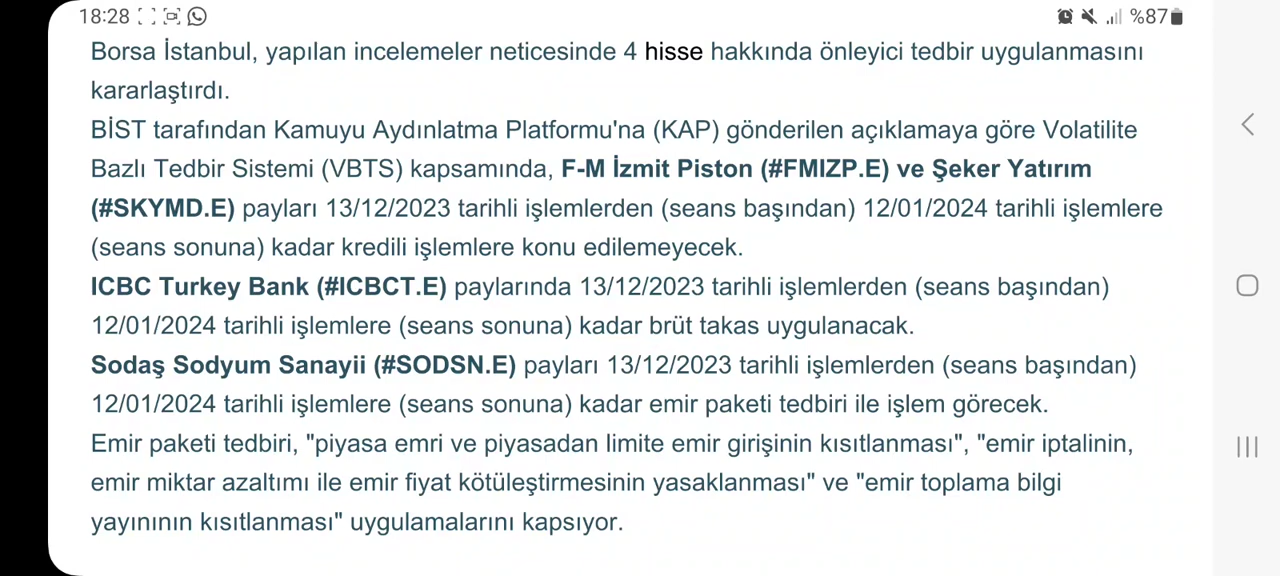 18:28 %87
Borsa İstanbul, yapılan incelemeler neticesinde 4 hisse hakkında önleyici tedbir uygulanmasını
kararlaştırdı.
BİST tarafından Kamuyu Aydınlatma Platformu'na (KAP) gönderilen açıklamaya göre Volatilite
Bazlı Tedbir Sistemi (VBTS) kapsamında, F-M İzmit Piston (#FMIZP.E) ve Şeker Yatırım
(#SKYMD.E) payları 13/12/2023 tarihli işlemlerden (seans başından) 12/01/2024 tarihli işlemlere
(seans sonuna) kadar kredili işlemlere konu edilemeyecek.
ICBC Turkey Bank (#ICBCT.E) paylarında 13/12/2023 tarihli işlemlerden (seans başından)
12/01/2024 tarihli işlemlere (seans sonuna) kadar brüt takas uygulanacak.
Sodaş Sodyum Sanayii (#SODSN.E) payları 13/12/2023 tarihli işlemlerden (seans başından)
12/01/2024 tarihli işlemlere (seans sonuna) kadar emir paketi tedbiri ile işlem görecek.
Emir paketi tedbiri, "piyasa emri ve piyasadan limite emir girişinin kısıtlanması", "emir iptalinin,
emir miktar azaltımı ile emir fiyat kötüleştirmesinin yasaklanması" ve "emir toplama bilgi
yayınının kısıtlanması" uygulamalarını kapsıyor.